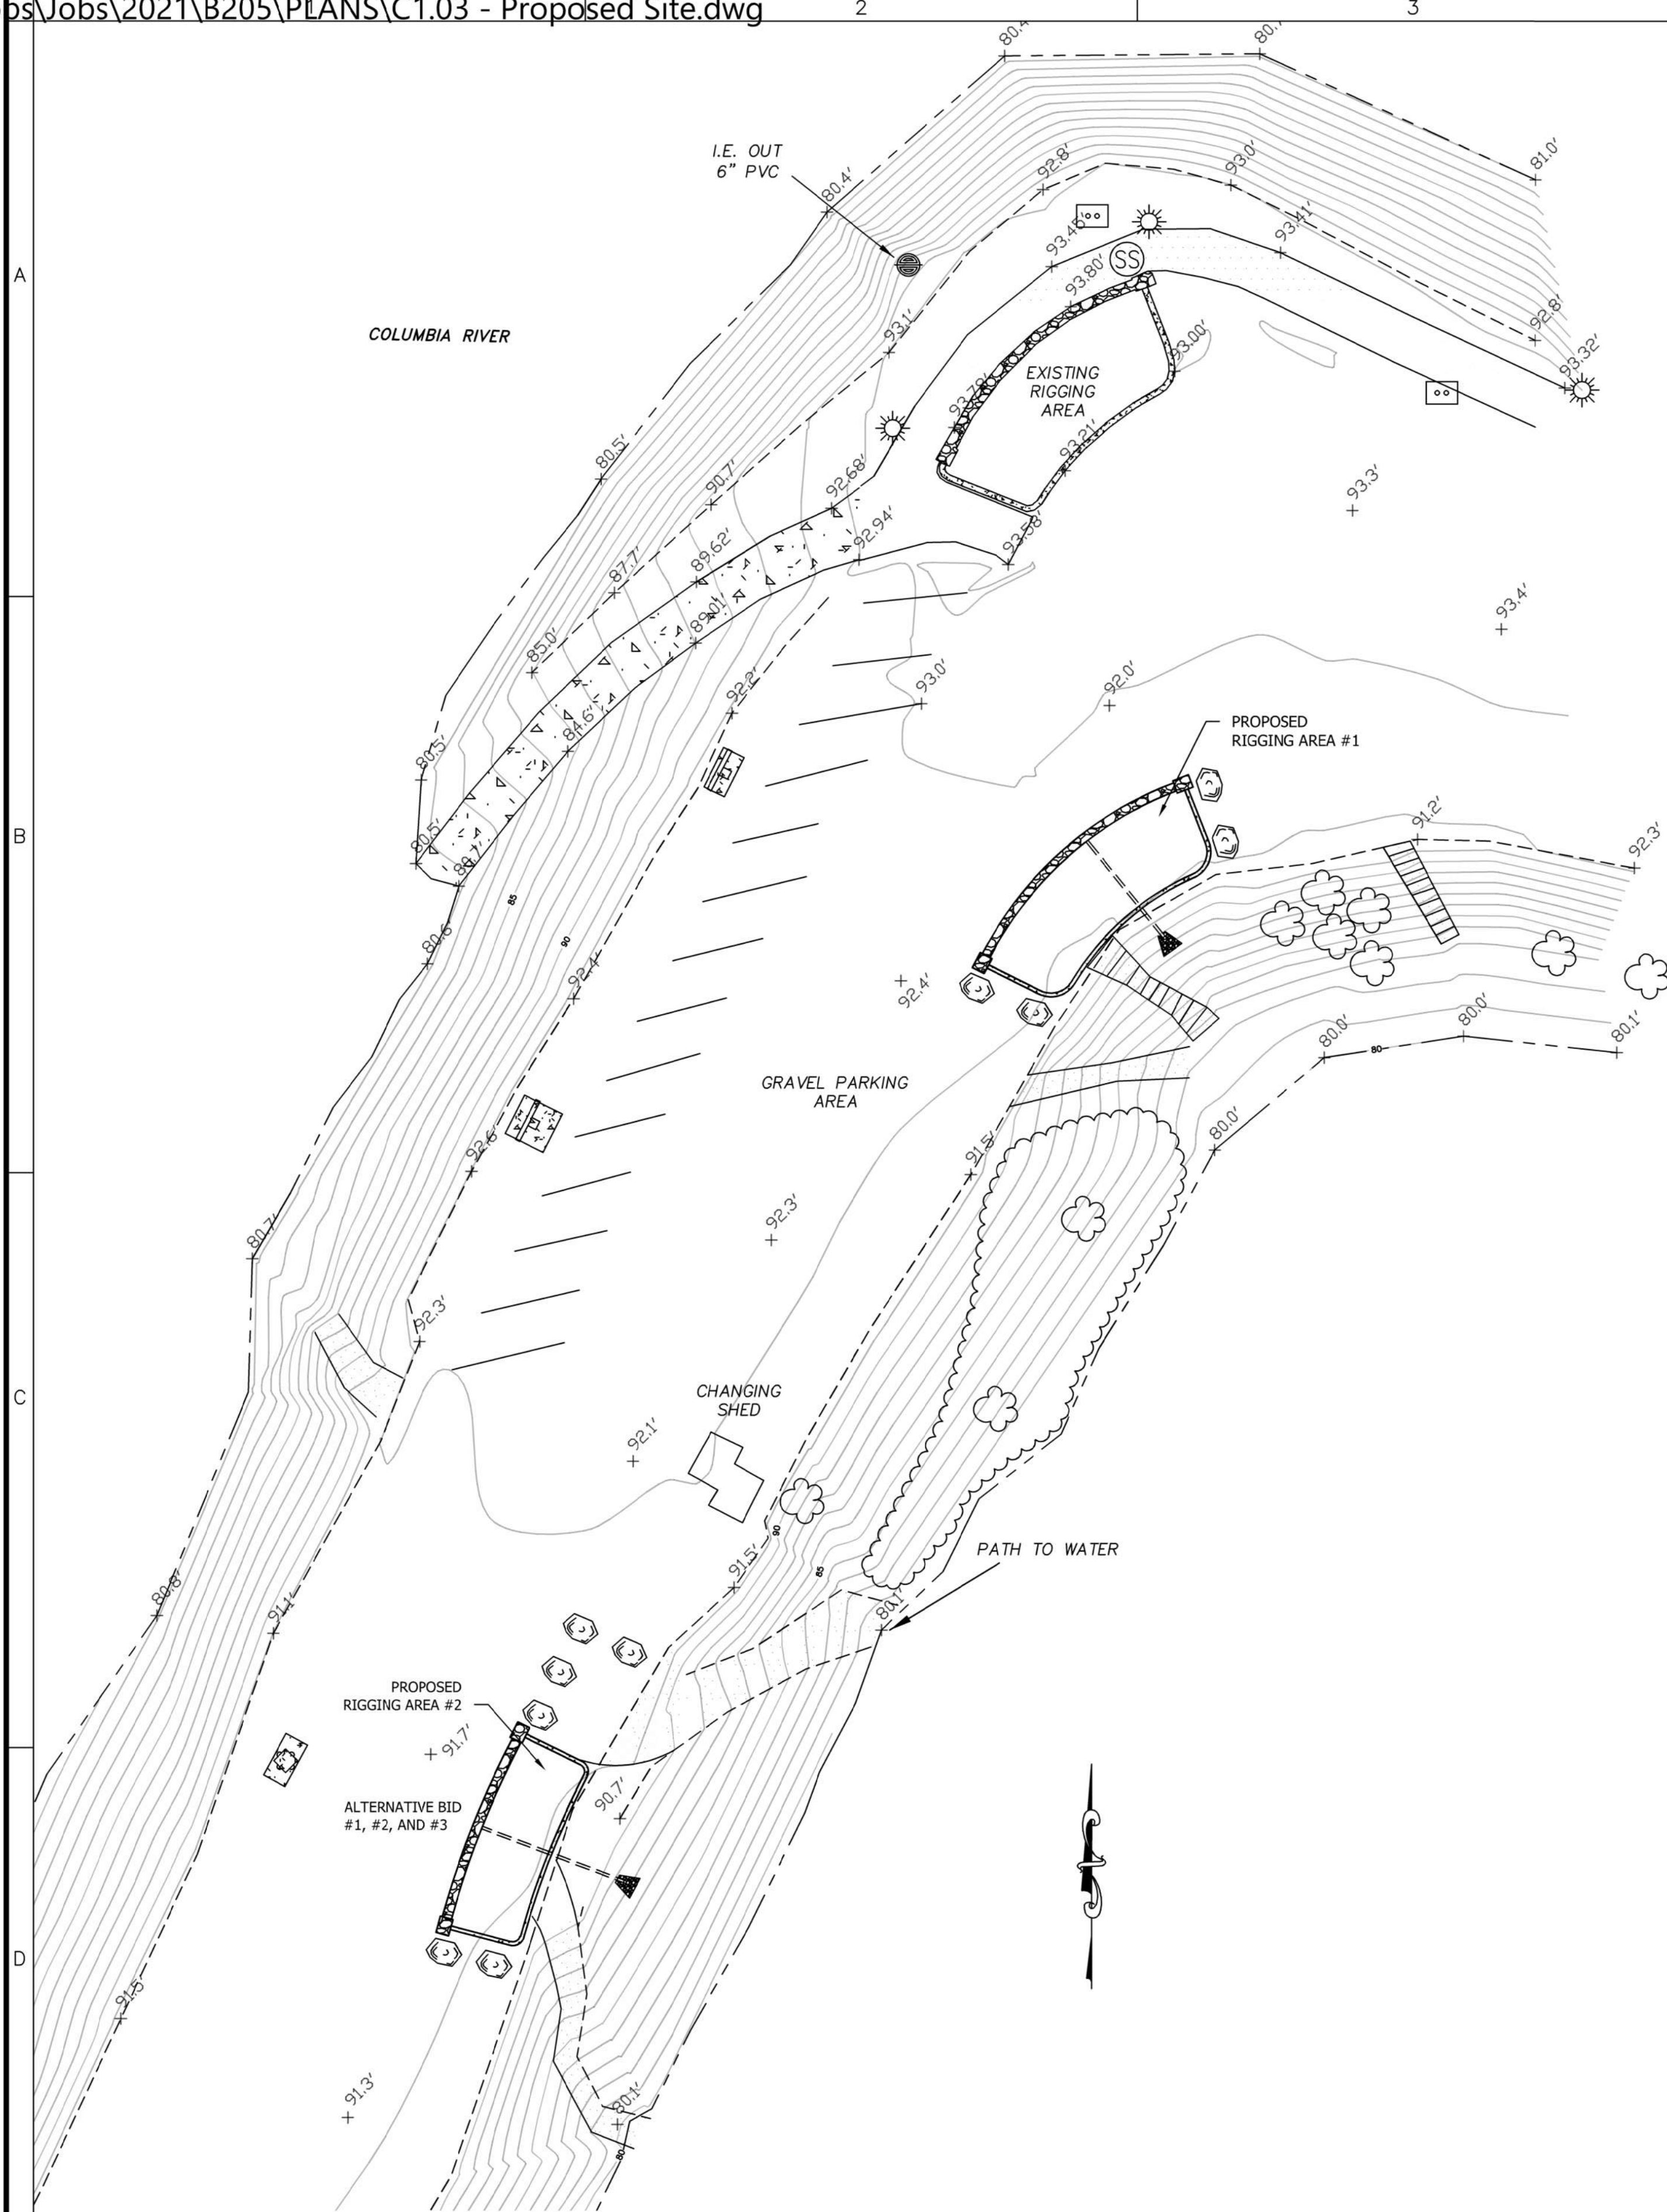 bs\Jobs\2021\B205\PLANS\C1.03 - Proposed Site.dwg
2
3
80.4'
81.0'
I.E. OUT
6" PVC
80.4'
92.8'
93.0'
93.45'
93.41'
SS
93.80'
A
COLUMBIA RIVER
93.1'
93.00'
92.8'
93.32'
EXISTING
RIGGING
AREA
93.21'
80.5'
90.7'
92.68'
93.3'
92.94'
93.58'
87.7'
89.62'
89.01'
93.4'
85.0'
92.2'
93.0'
92.0'
84.6'
80.5'
PROPOSED
RIGGING AREA #1
B
80.5'
91.2'
92.3'
85
90
80.6'
92.4'
92.4'
80.0'
80.0'
80.1'
80
GRAVEL PARKING
AREA
80.0'
92.6'
91.5'
92.3'
80.7'
92.3'
C
CHANGING
SHED
92.1'
90
85
PATH TO WATER
91.5'
80.8'
91.1'
80.1'
PROPOSED
RIGGING AREA #2
91.7'
90.7'
ALTERNATIVE BID
#1, #2, AND #3
D
91.5'
91.3'
80.1'
80